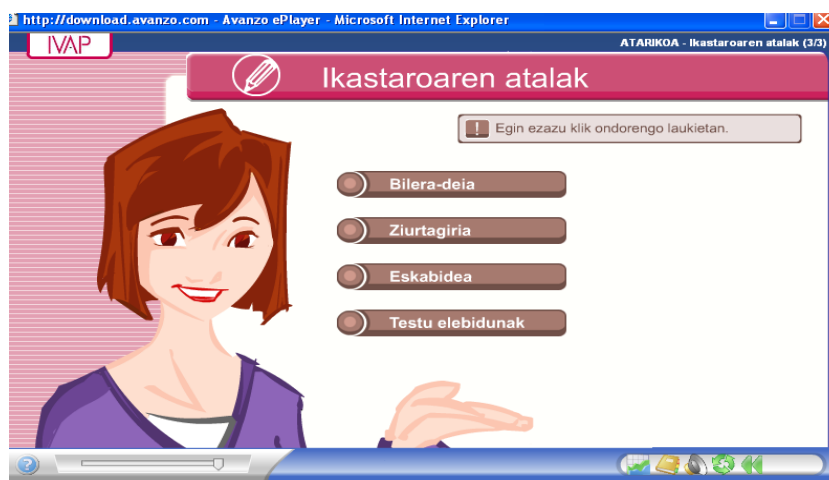 http://download.avanzo.com - Avanzo ePlayer - Microsoft Internet Explorer
IVAP
ATARIKOA - Ikastaroaren atalak (3/3)
Ikastaroaren atalak
! Egin ezazu klik ondorengo laukietan.
Bilera-deia
Ziurtagiria
Eskabidea
Testu elebidunak
?